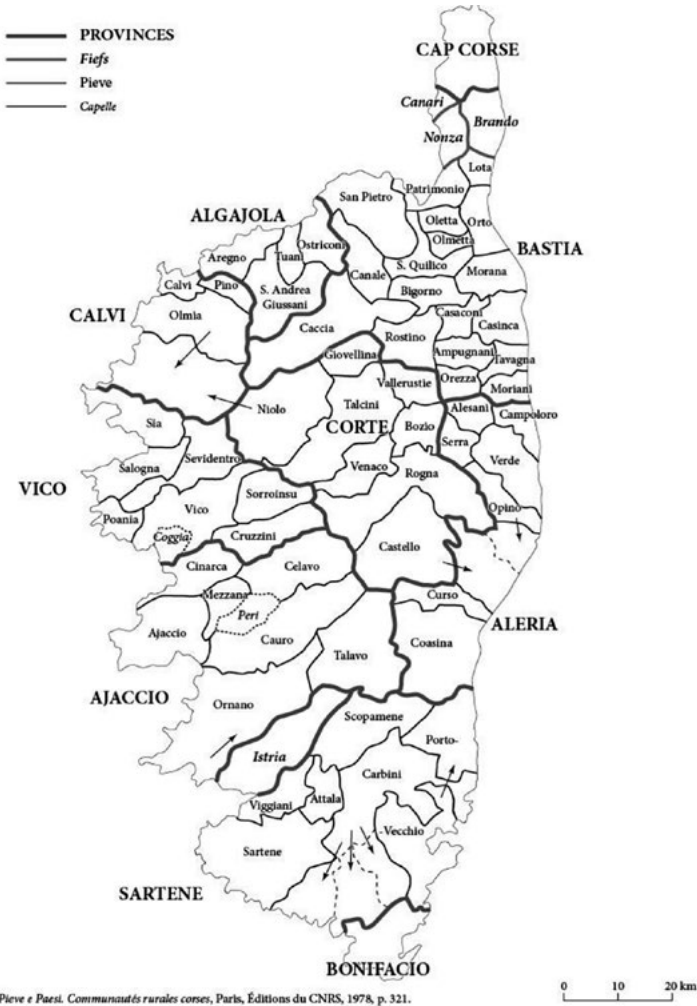 PROVINCES
Fiefs
Pieve
Capelle
CAP CORSE
Canari
Brando
Nonza
Lota
Patrimonio
San Pietro
ALGAJOLA
Oletta
Orto
Olmetta
BASTIA
Ostriconi
Tuani
Aregno
S. Quilico
Morana
Canale
Calvi
Pino
S. Andrea
Giussani
Bigorno
CALVI
Olmia
Casaconi
Casinca
Caccia
Rostino
Giovellina
Ampugnani
Tavagna
Vallerustie
Orezza
Moriani
Niolo
Talcini
Alesani
Campoloro
Sia
CORTE
Bozio
Serra
Salogna
Sevidentro
Venaco
Rogna
Verde
VICO
Sorroinsu
Vico
Opino
Poania
Coggia
Cruzzini
Castello
Cinarca
Celavo
Mezzana
Curso
Peri
ALERIA
Ajaccio
Cauro
Coasina
Talavo
AJACCIO
Ornano
Scopamene
Porto-
Istria
Carbini
Viggiani
Attala
Vecchio
Sartene
SARTENE
BONIFACIO
Pieve e Paesi. Communautés rurales corses, Paris, Éditions du CNRS, 1978, p. 321.
0 10 20 km